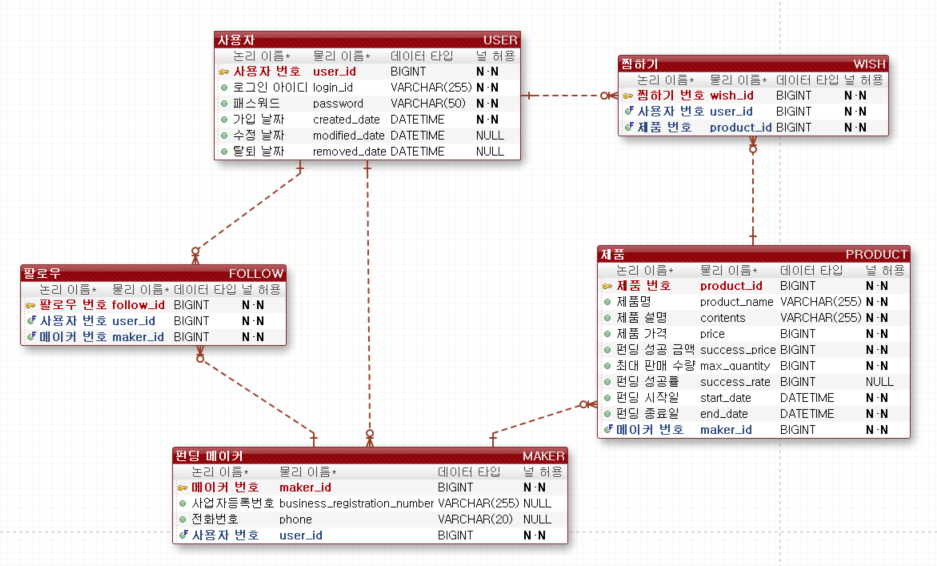 사용자 USER
논리 이름* 물리 이름* 데이터 타입 널 허용
사용자 번호 user_id BIGINT N·N
로그인 아이디 login_id VARCHAR(255) N·N
패스워드 password VARCHAR(50) N·N
가입 날짜 created_date DATETIME N·N
수정 날짜 modified_date DATETIME NULL
탈퇴 날짜 removed_date DATETIME NULL
찜하기 WISH
논리 이름* 물리 이름* 데이터 타입 널 허용
찜하기 번호 wish_id BIGINT N·N
사용자 번호 user_id BIGINT N·N
제품 번호 product_id BIGINT N·N
팔로우 FOLLOW
논리 이름* 물리 이름* 데이터 타입 널 허용
팔로우 번호 follow_id BIGINT N·N
사용자 번호 user_id BIGINT N·N
메이커 번호 maker_id BIGINT N·N
제품 PRODUCT
논리 이름* 물리 이름* 데이터 타입 널 허용
제품 번호 product_id BIGINT N·N
제품명 product_name VARCHAR(255) N·N
제품 설명 contents VARCHAR(255) N·N
제품 가격 price BIGINT N·N
펀딩 성공 금액 success_price BIGINT N·N
최대 판매 수량 max_quantity BIGINT N·N
펀딩 성공률 success_rate BIGINT NULL
펀딩 시작일 start_date DATETIME N·N
펀딩 종료일 end_date DATETIME N·N
메이커 번호 maker_id BIGINT N·N
펀딩 메이커 MAKER
논리 이름* 물리 이름* 데이터 타입 널 허용
메이커 번호 maker_id BIGINT N·N
사업자등록번호 business_registration_number VARCHAR(255) NULL
전화번호 phone VARCHAR(20) NULL
사용자 번호 user_id BIGINT N·N